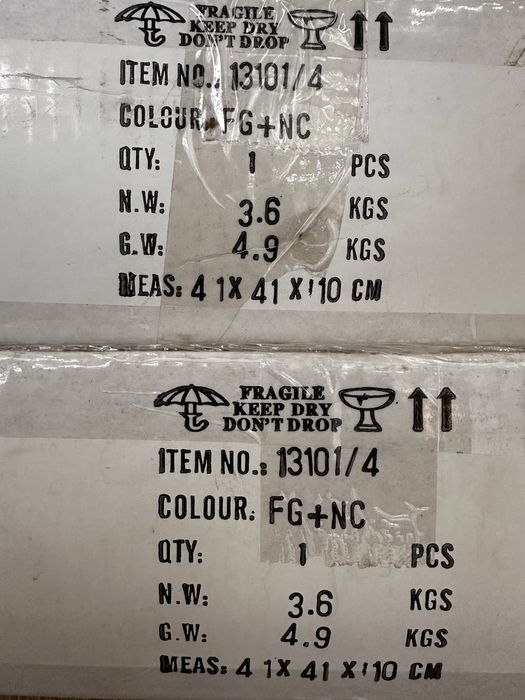 FRAGILE
KEEP DRY
DON'T DROP
ITEM NO.: 13101/4
COLOUR: FG+NC
QTY: 1 PCS
N.W: 3.6 KGS
G.W: 4.9 KGS
MEAS: 41X 41 X 10 CM
FRAGILE
KEEP DRY
DON'T DROP
ITEM NO.: 13101/4
COLOUR: FG+NC
QTY: 1 PCS
N.W: 3.6 KGS
G.W: 4.9 KGS
MEAS: 41X 41 X 10 CM